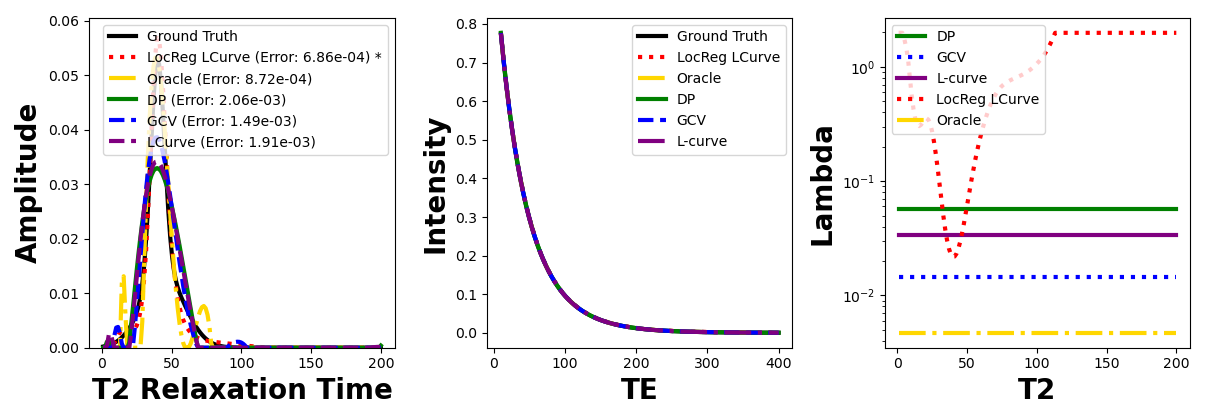 0.06
0.05
0.04
0.03
0.02
0.01
0.00
Amplitude
Ground Truth
LocReg LCurve (Error: 6.86e-04) *
Oracle (Error: 8.72e-04)
DP (Error: 2.06e-03)
GCV (Error: 1.49e-03)
LCurve (Error: 1.91e-03)
0 50 100 150 200
T2 Relaxation Time
0.8
0.7
0.6
0.5
0.4
0.3
0.2
0.1
0.0
Intensity
Ground Truth
LocReg LCurve
Oracle
DP
GCV
L-curve
0 100 200 300 400
TE
10⁰
10⁻¹
10⁻²
Lambda
DP
GCV
L-curve
LocReg LCurve
Oracle
0 50 100 150 200
T2